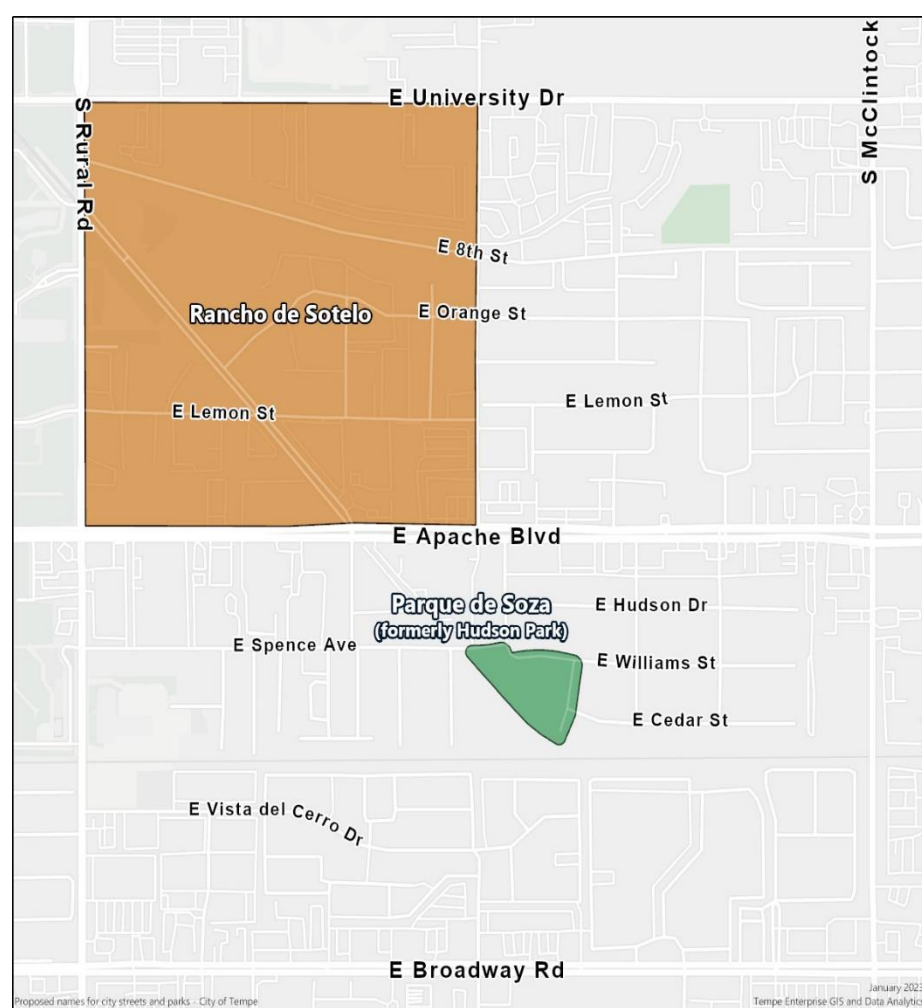 E University Dr
S Rural Rd
S McClintock
E 8th St
Rancho de Sotelo
E Orange St
E Lemon St
E Lemon St
E Apache Blvd
Parque de Soza
(formerly Hudson Park)
E Hudson Dr
E Spence Ave
E Williams St
E Cedar St
E Vista del Cerro Dr
E Broadway Rd
January 202
Proposed names for city streets and parks - City of Tempe
Tempe Enterprise GIS and Data Analytic